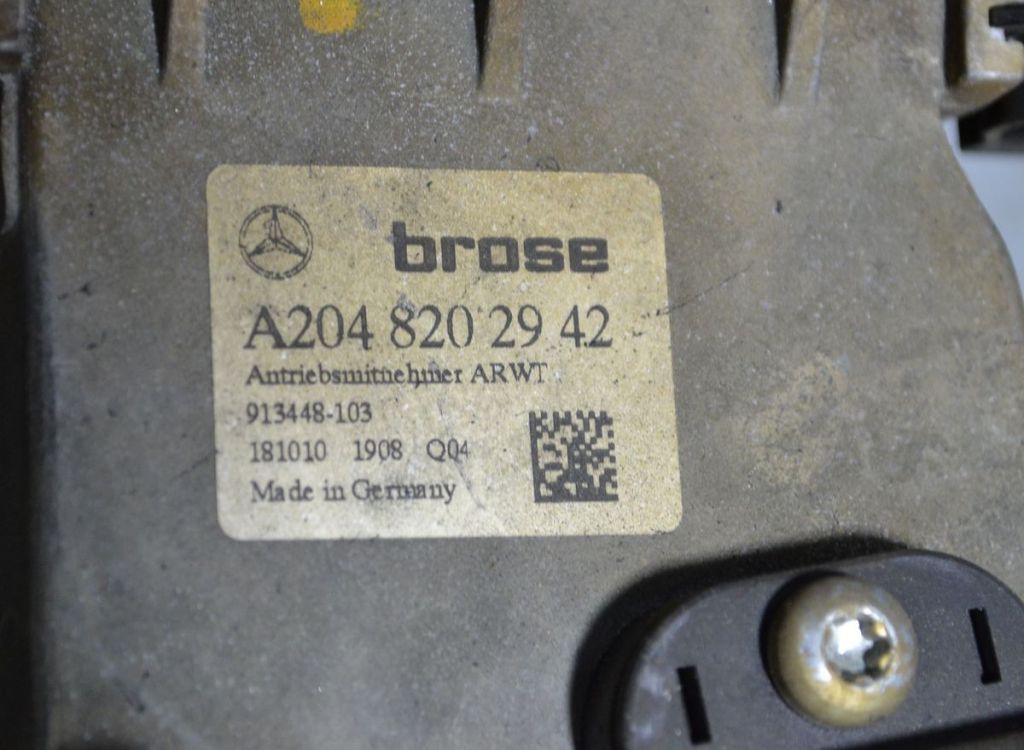 brose
A204 820 29 42
Antriebsmitnehmer ARWT
913448-103
181010 1908 Q04
Made in Germany